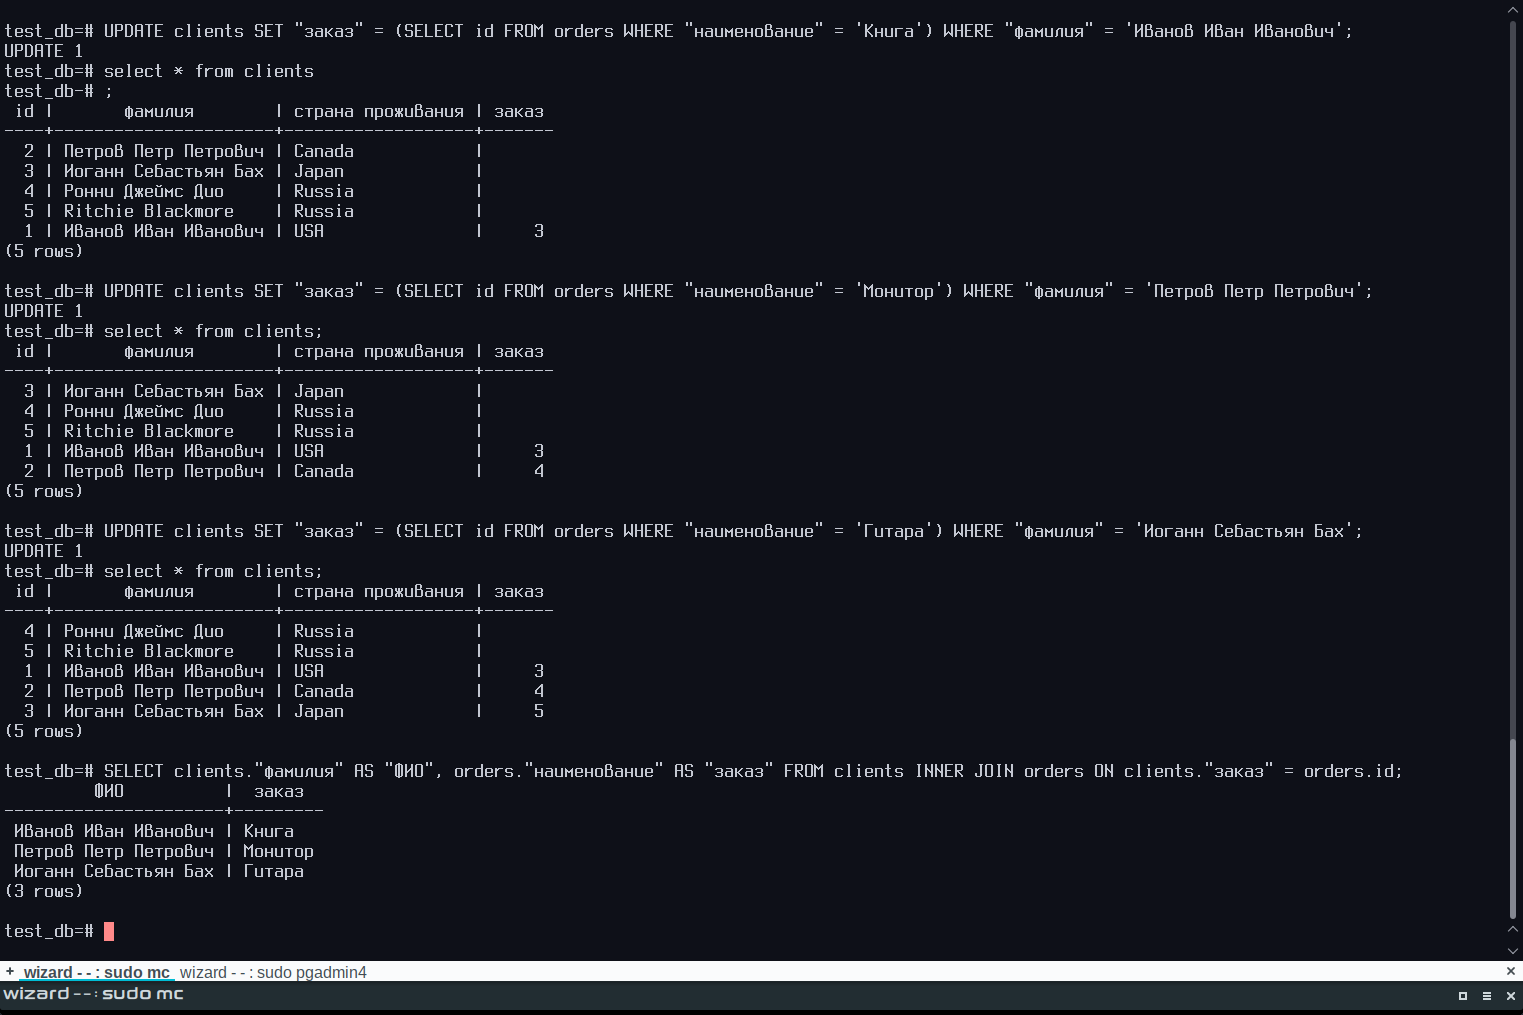 test_db=# UPDATE clients SET "заказ" = (SELECT id FROM orders WHERE "наименование" = 'Книга') WHERE "фамилия" = 'Иванов Иван Иванович';
UPDATE 1
test_db=# select * from clients
test_db-# ;
 id |       фамилия        | страна проживания | заказ
----+----------------------+-------------------+-------
  2 | Петров Петр Петрович | Canada            |
  3 | Иоганн Себастьян Бах | Japan             |
  4 | Ронни Джеймс Дио     | Russia            |
  5 | Ritchie Blackmore    | Russia            |
  1 | Иванов Иван Иванович | USA               |     3
(5 rows)
test_db=# UPDATE clients SET "заказ" = (SELECT id FROM orders WHERE "наименование" = 'Монитор') WHERE "фамилия" = 'Петров Петр Петрович';
UPDATE 1
test_db=# select * from clients;
 id |       фамилия        | страна проживания | заказ
----+----------------------+-------------------+-------
  3 | Иоганн Себастьян Бах | Japan             |
  4 | Ронни Джеймс Дио     | Russia            |
  5 | Ritchie Blackmore    | Russia            |
  1 | Иванов Иван Иванович | USA               |     3
  2 | Петров Петр Петрович | Canada            |     4
(5 rows)
test_db=# UPDATE clients SET "заказ" = (SELECT id FROM orders WHERE "наименование" = 'Гитара') WHERE "фамилия" = 'Иоганн Себастьян Бах';
UPDATE 1
test_db=# select * from clients;
 id |       фамилия        | страна проживания | заказ
----+----------------------+-------------------+-------
  4 | Ронни Джеймс Дио     | Russia            |
  5 | Ritchie Blackmore    | Russia            |
  1 | Иванов Иван Иванович | USA               |     3
  2 | Петров Петр Петрович | Canada            |     4
  3 | Иоганн Себастьян Бах | Japan             |     5
(5 rows)
test_db=# SELECT clients."фамилия" AS "ФИО", orders."наименование" AS "заказ" FROM clients INNER JOIN orders ON clients."заказ" = orders.id;
         ФИО          |  заказ
----------------------+---------
 Иванов Иван Иванович | Книга
 Петров Петр Петрович | Монитор
 Иоганн Себастьян Бах | Гитара
(3 rows)
test_db=#
+ wizard - - : sudo mc wizard - - : sudo pgadmin4
wizard --: sudo mc